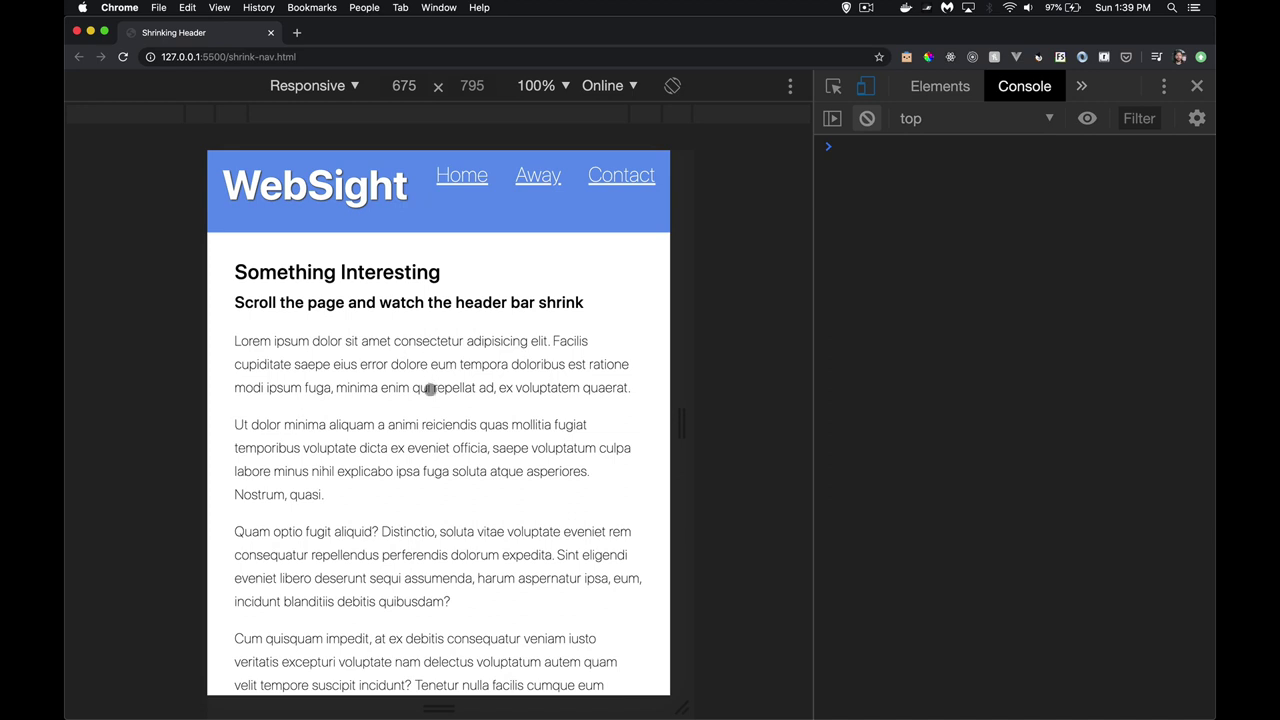 Chrome File Edit View History Bookmarks People Tab Window Help 97% Sun 1:39 PM
Shrinking Header
127.0.0.1:5500/shrink-nav.html
Responsive 675 × 795 100% Online
Elements Console
top Filter
WebSight Home Away Contact
Something Interesting
Scroll the page and watch the header bar shrink
Lorem ipsum dolor sit amet consectetur adipisicing elit. Facilis
cupiditate saepe eius error dolore eum tempora doloribus est ratione
modi ipsum fuga, minima enim qui repellat ad, ex voluptatem quaerat.
Ut dolor minima aliquam a animi reiciendis quas mollitia fugiat
temporibus voluptate dicta ex eveniet officia, saepe voluptatum culpa
labore minus nihil explicabo ipsa fuga soluta atque asperiores.
Nostrum, quasi.
Quam optio fugit aliquid? Distinctio, soluta vitae voluptate eveniet rem
consequatur repellendus perferendis dolorum expedita. Sint eligendi
eveniet libero deserunt sequi assumenda, harum aspernatur ipsa, eum,
incidunt blanditiis debitis quibusdam?
Cum quisquam impedit, at ex debitis consequatur veniam iusto
veritatis excepturi voluptate nam delectus voluptatum autem quam
velit tempore suscipit incidunt? Tenetur nulla facilis cumque eum